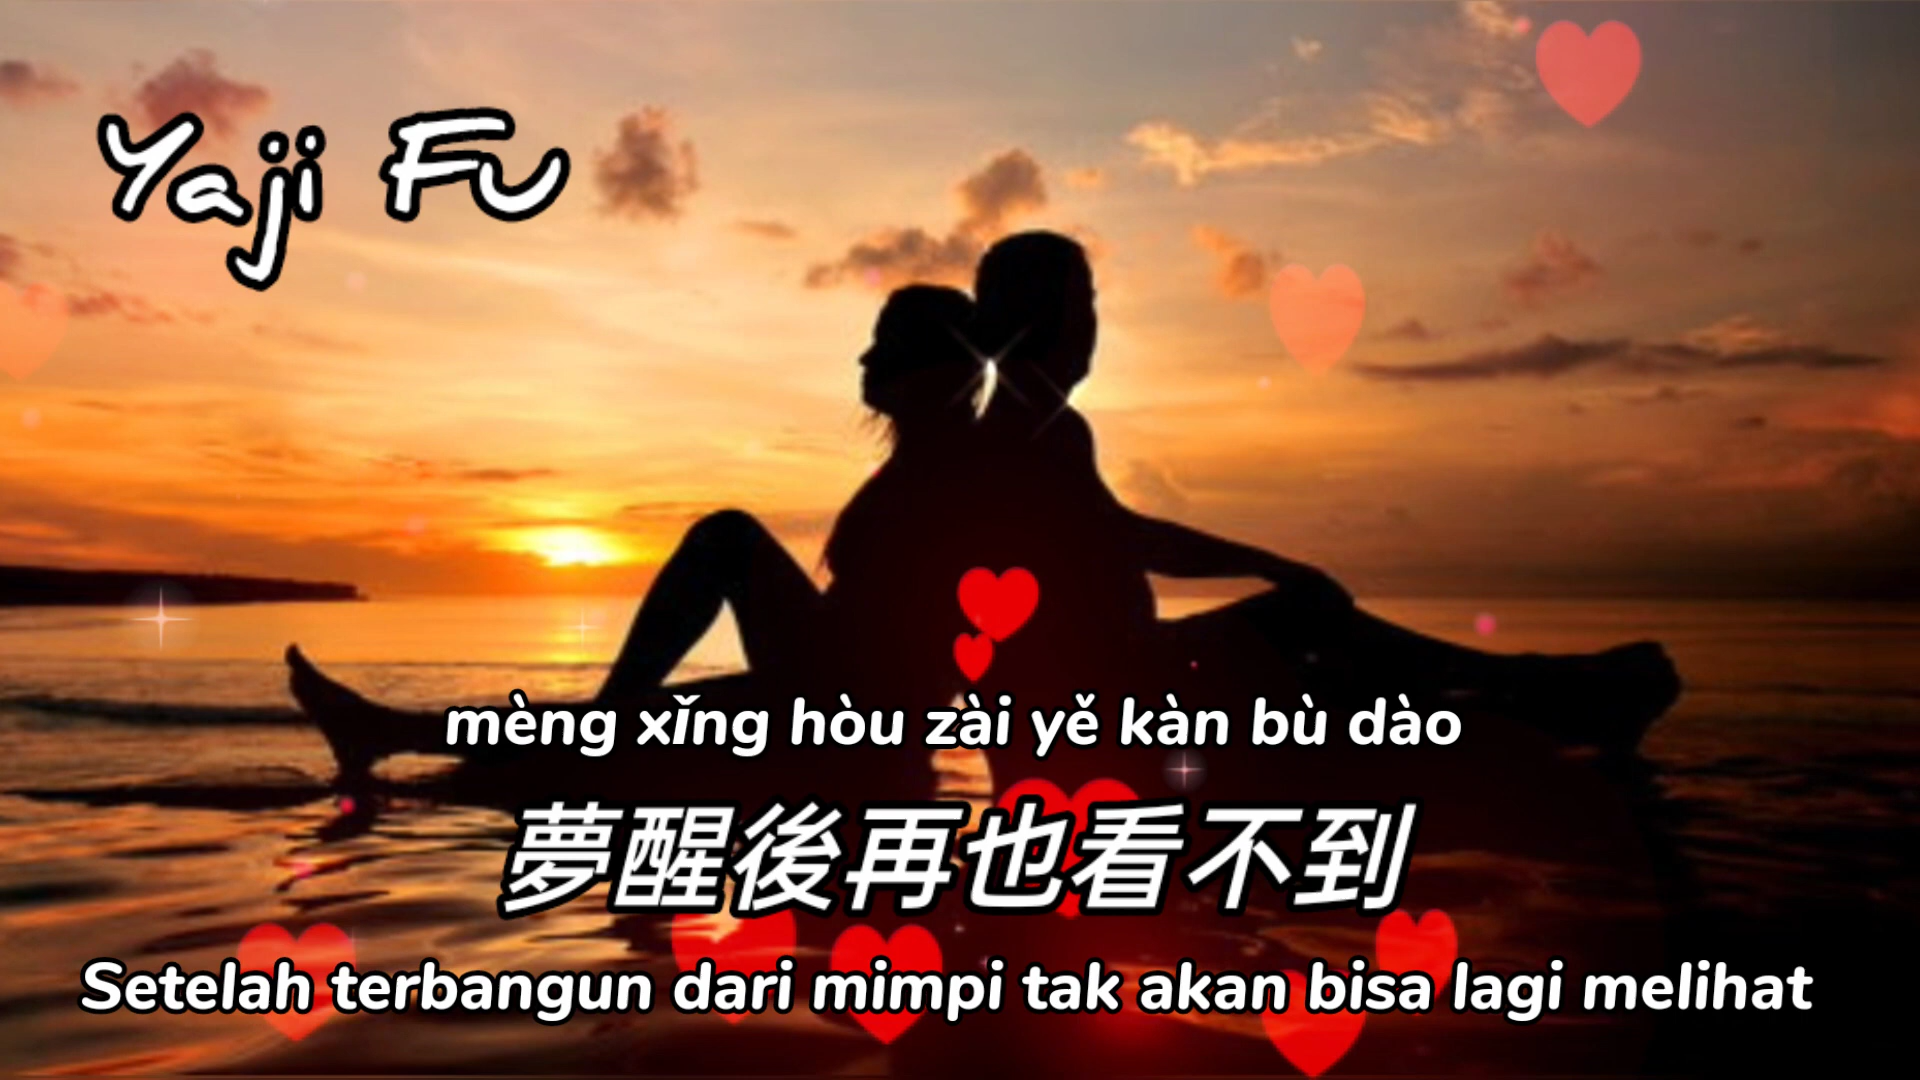 Yaji Fu
mèng xǐng hòu zài yě kàn bù dào
夢醒後再也看不到
Setelah terbangun dari mimpi tak akan bisa lagi melihat